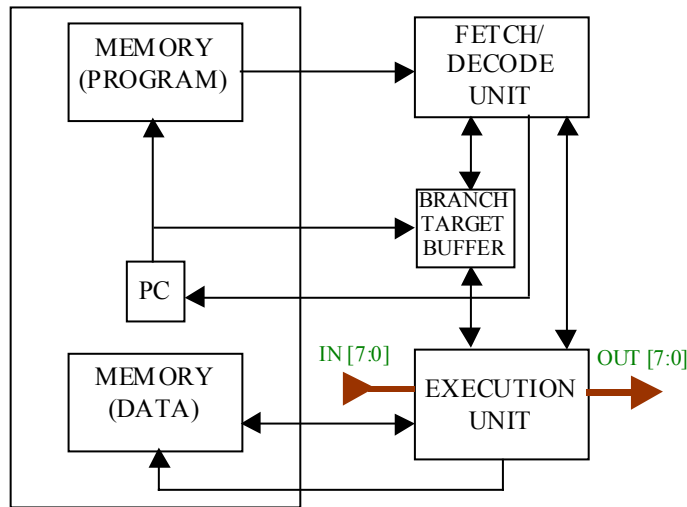 MEMORY
(PROGRAM)
FETCH/
DECODE
UNIT
BRANCH
TARGET
BUFFER
PC
IN [7:0]
OUT [7:0]
MEMORY
(DATA)
EXECUTION
UNIT